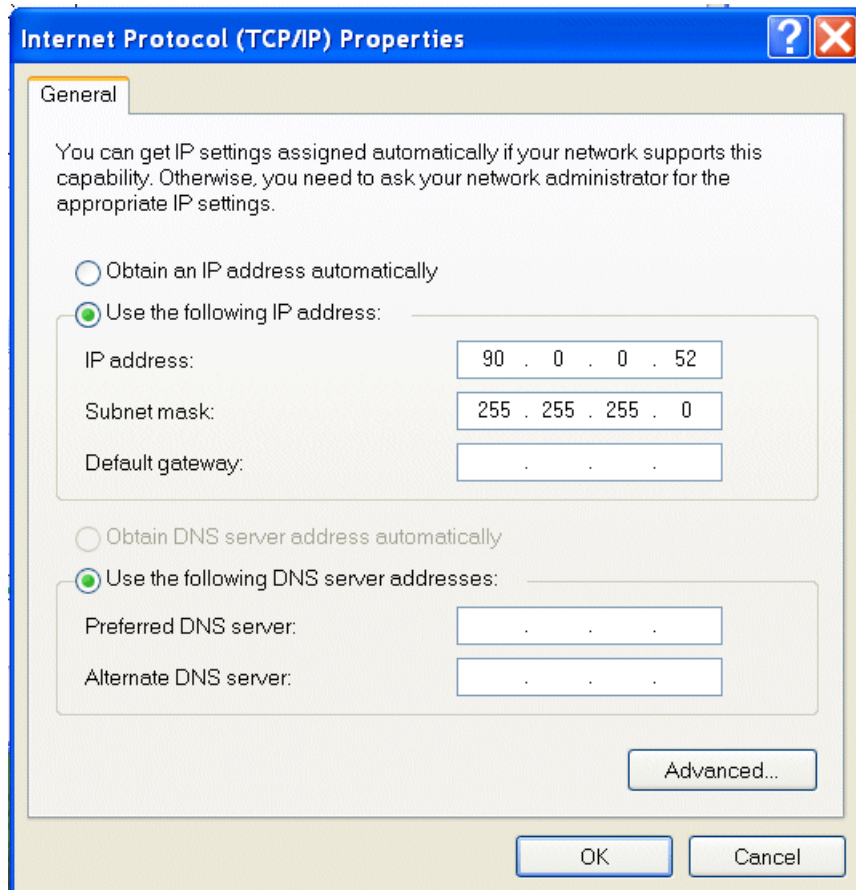 Internet Protocol (TCP/IP) Properties
General
You can get IP settings assigned automatically if your network supports this
capability. Otherwise, you need to ask your network administrator for the
appropriate IP settings.
Obtain an IP address automatically
Use the following IP address:
IP address: 90 . 0 . 0 . 52
Subnet mask: 255 . 255 . 255 . 0
Default gateway: . . .
Obtain DNS server address automatically
Use the following DNS server addresses:
Preferred DNS server: . . .
Alternate DNS server: . . .
Advanced...
OK Cancel